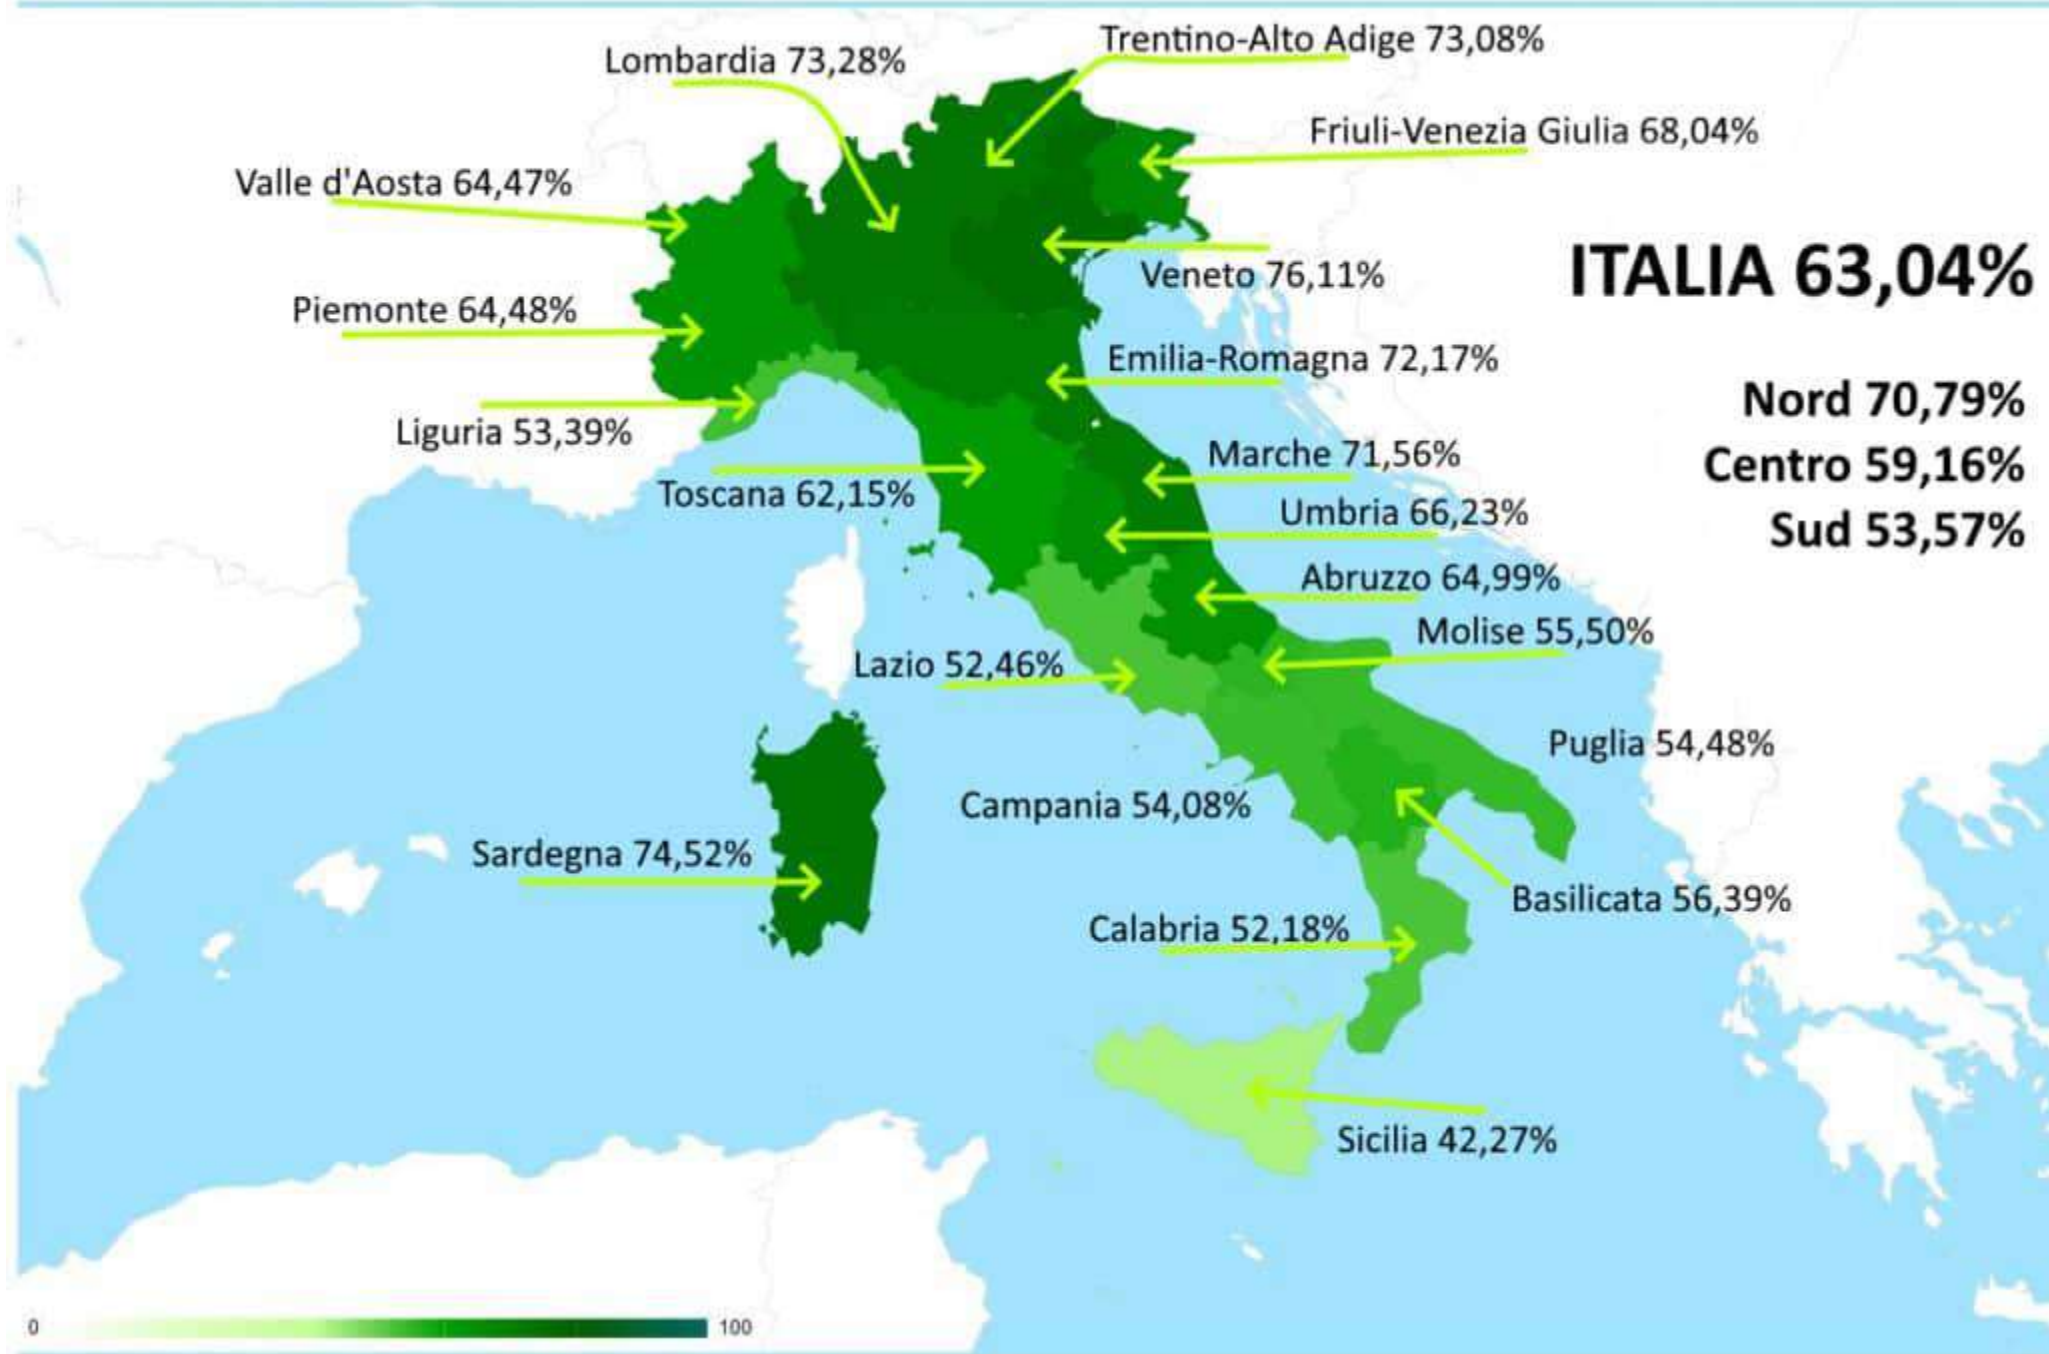 Trentino-Alto Adige 73,08%
Lombardia 73,28%
Friuli-Venezia Giulia 68,04%
Valle d'Aosta 64,47%
ITALIA 63,04%
Veneto 76,11%
Piemonte 64,48%
Emilia-Romagna 72,17%
Nord 70,79%
Liguria 53,39%
Marche 71,56%
Centro 59,16%
Toscana 62,15%
Umbria 66,23%
Sud 53,57%
Abruzzo 64,99%
Molise 55,50%
Lazio 52,46%
Puglia 54,48%
Campania 54,08%
Sardegna 74,52%
Basilicata 56,39%
Calabria 52,18%
Sicilia 42,27%
0 100